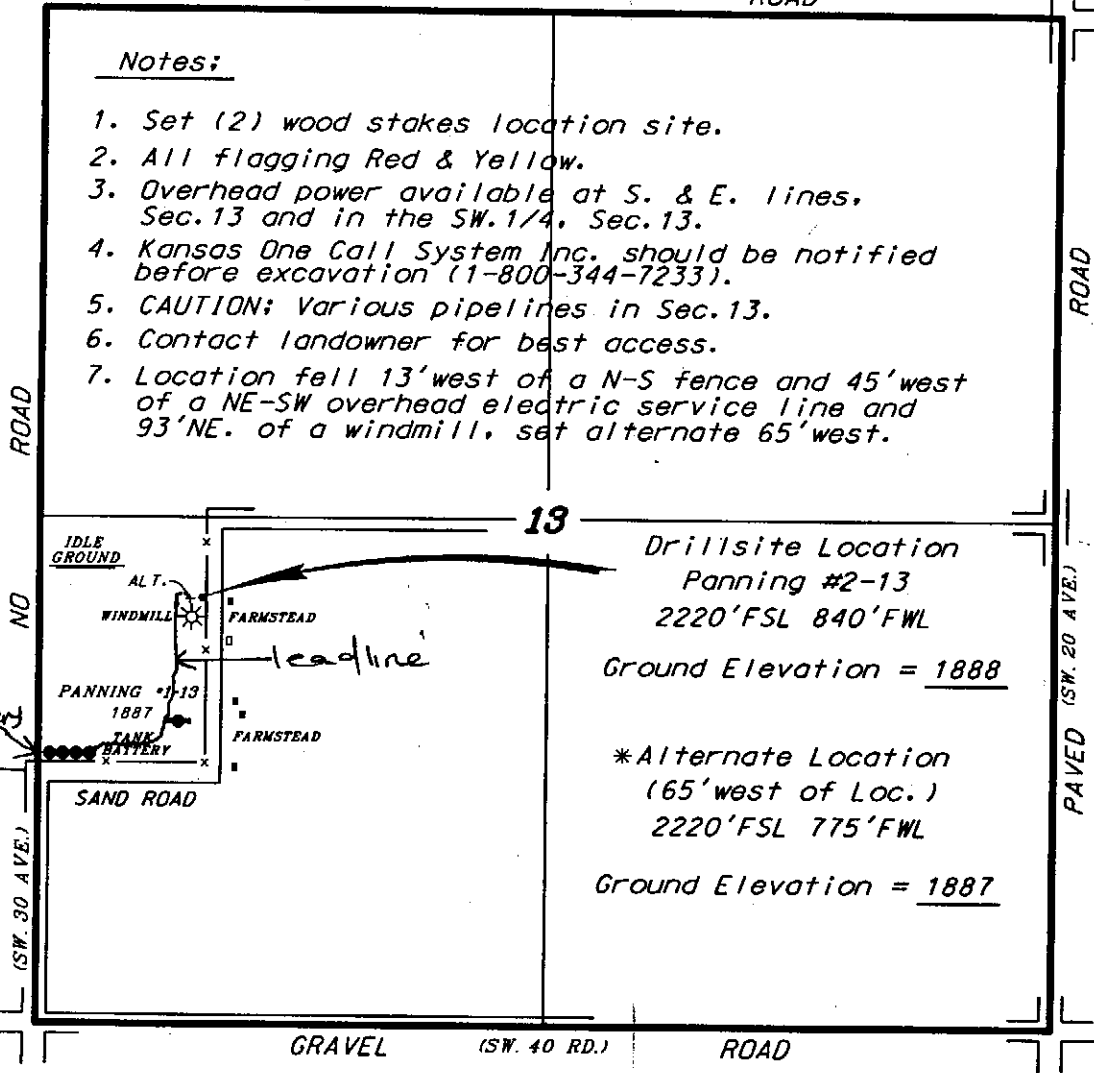 ROAD
Notes:
1. Set (2) wood stakes location site.
2. All flagging Red & Yellow.
3. Overhead power available at S. & E. lines,
Sec.13 and in the SW.1/4, Sec.13.
4. Kansas One Call System Inc. should be notified
before excavation (1-800-344-7233).
5. CAUTION: Various pipelines in Sec.13.
6. Contact landowner for best access.
7. Location fell 13'west of a N-S fence and 45'west
of a NE-SW overhead electric service line and
93'NE. of a windmill, set alternate 65'west.
NO ROAD
ROAD
13
IDLE
GROUND
ALT.
WINDMILL
FARMSTEAD
leadline
PANNING #1-13
1887
TANK
BATTERY
FARMSTEAD
SAND ROAD
Drillsite Location
Panning #2-13
2220'FSL 840'FWL
Ground Elevation = 1888
*Alternate Location
(65'west of Loc.)
2220'FSL 775'FWL
Ground Elevation = 1887
PAVED (SW. 20 AVE.)
(SW. 30 AVE.)
GRAVEL (SW. 40 RD.) ROAD